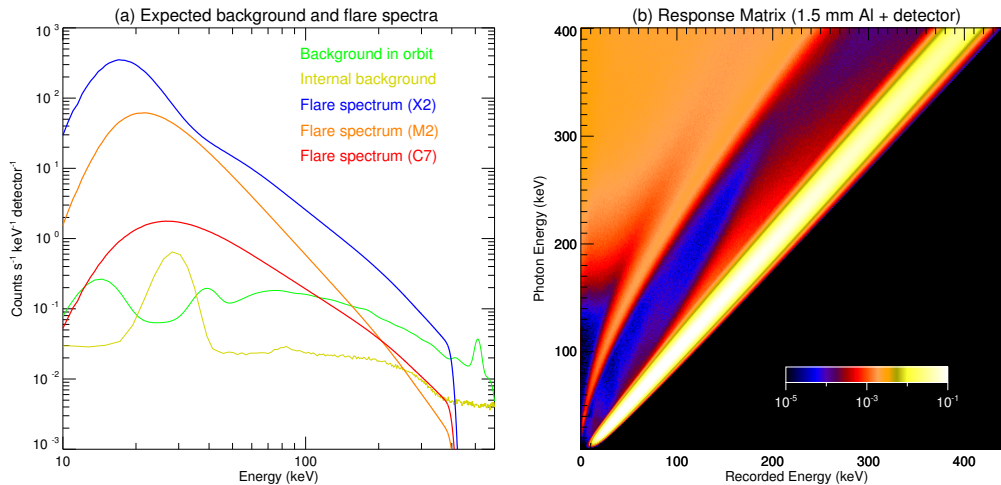 (a) Expected background and flare spectra
Counts s⁻¹ keV⁻¹ detector⁻¹
10³
10²
10¹
10⁰
10⁻¹
10⁻²
10⁻³
Background in orbit
Internal background
Flare spectrum (X2)
Flare spectrum (M2)
Flare spectrum (C7)
10
100
Energy (keV)
(b) Response Matrix (1.5 mm Al + detector)
Photon Energy (keV)
400
300
200
100
10⁻⁵
10⁻³
10⁻¹
0
100
200
300
400
Recorded Energy (keV)